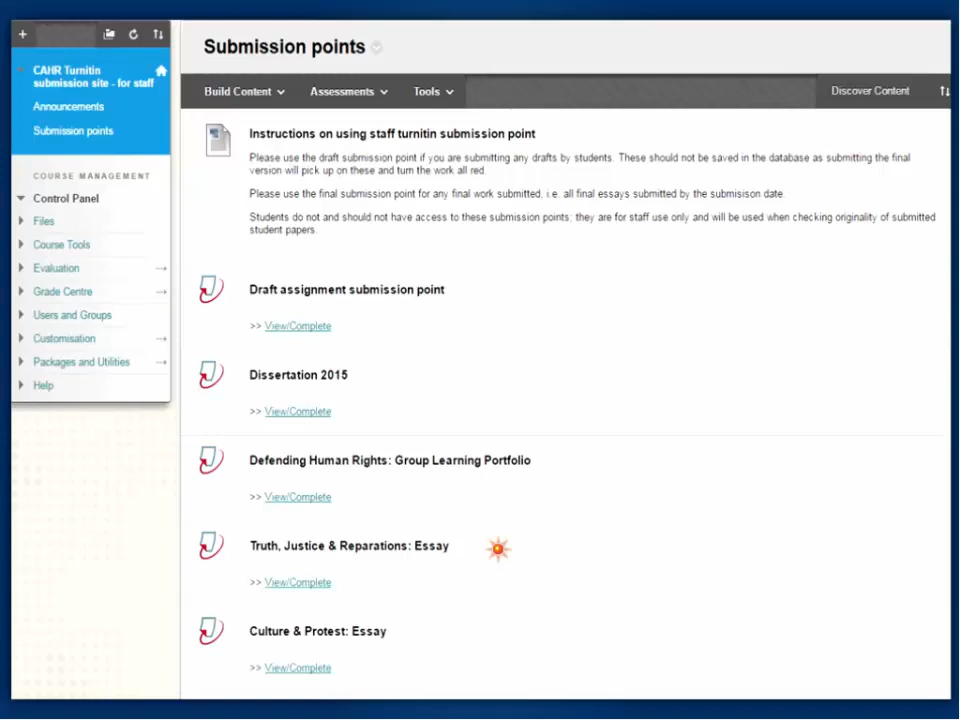 Submission points
CAHR Turnitin
submission site - for staff
Announcements
Submission points
COURSE MANAGEMENT
Control Panel
Files
Course Tools
Evaluation
Grade Centre
Users and Groups
Customisation
Packages and Utilities
Help
Build Content
Assessments
Tools
Discover Content
Instructions on using staff turnitin submission point
Please use the draft submission point if you are submitting any drafts by students. These should not be saved in the database as submitting the final
version will pick up on these and turn the work all red.
Please use the final submission point for any final work submitted, i.e. all final essays submitted by the submisison date.
Students do not and should not have access to these submission points; they are for staff use only and will be used when checking originality of submitted
student papers.
Draft assignment submission point
>> View/Complete
Dissertation 2015
>> View/Complete
Defending Human Rights: Group Learning Portfolio
>> View/Complete
Truth, Justice & Reparations: Essay
>> View/Complete
Culture & Protest: Essay
>> View/Complete